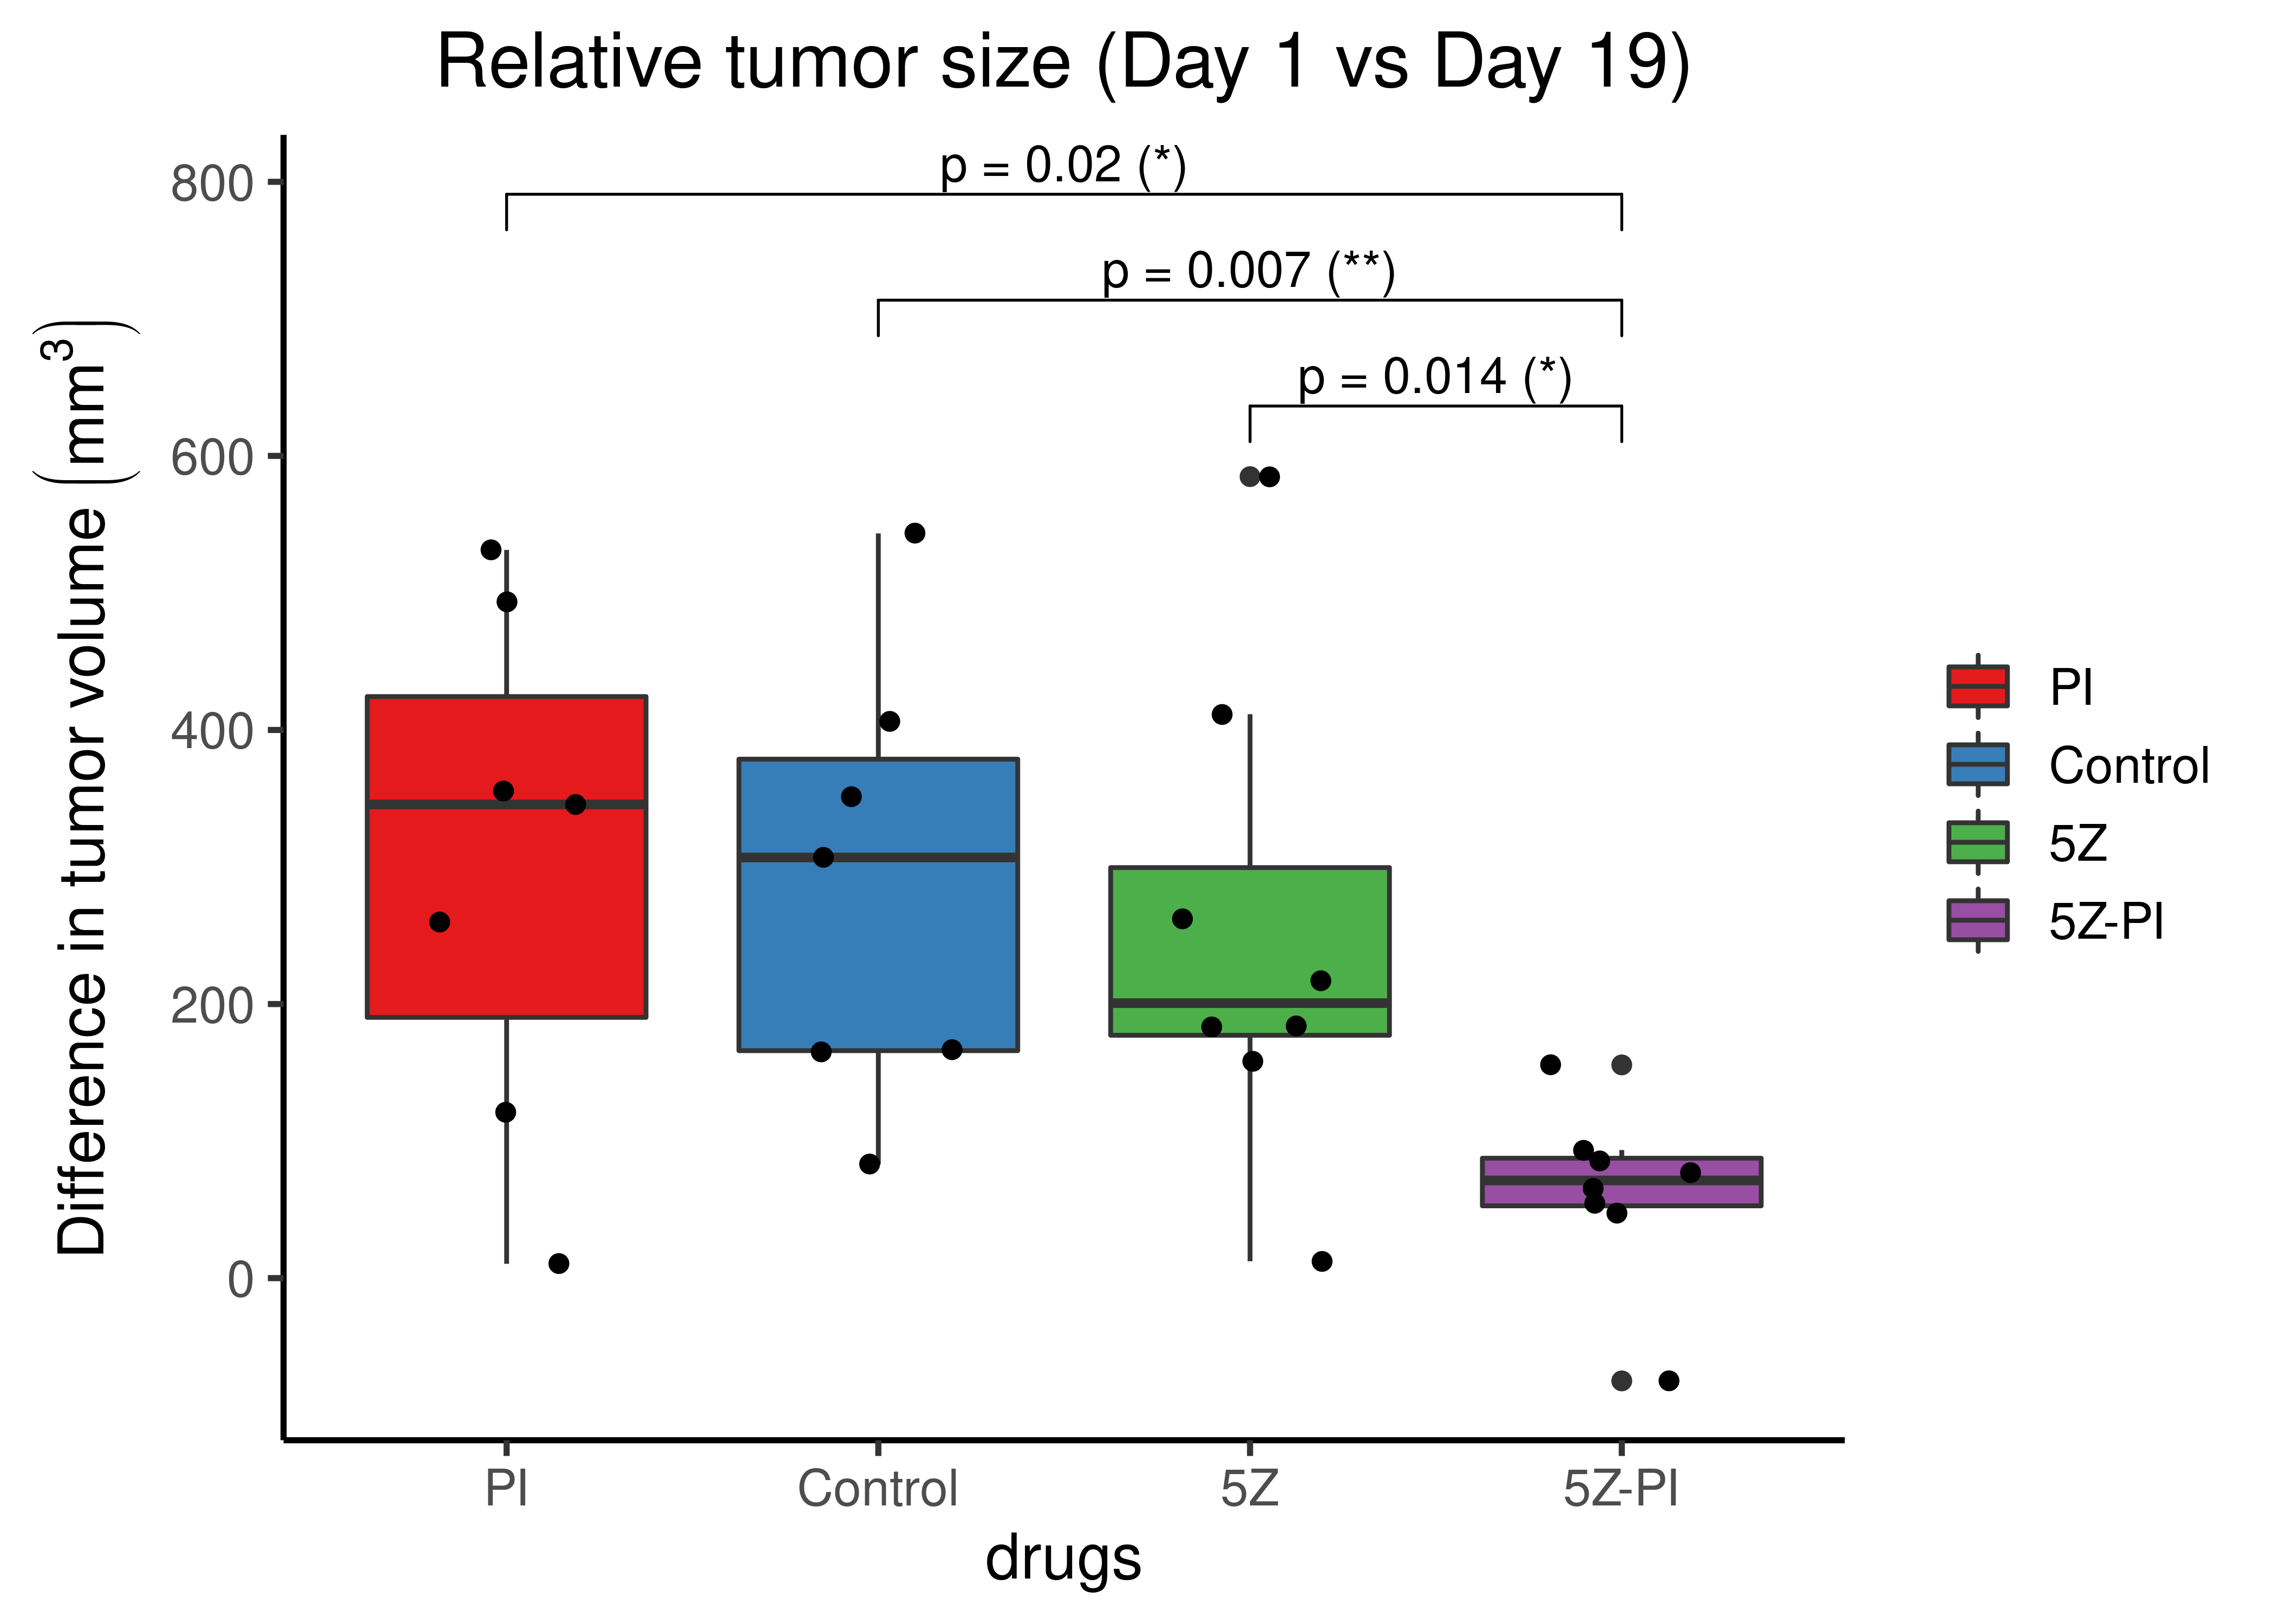 Relative tumor size (Day 1 vs Day 19)
Difference in tumor volume (mm³)
800
600
400
200
0
p = 0.02 (*)
p = 0.007 (**)
p = 0.014 (*)
PI
Control
5Z
5Z-PI
drugs
PI
Control
5Z
5Z-PI